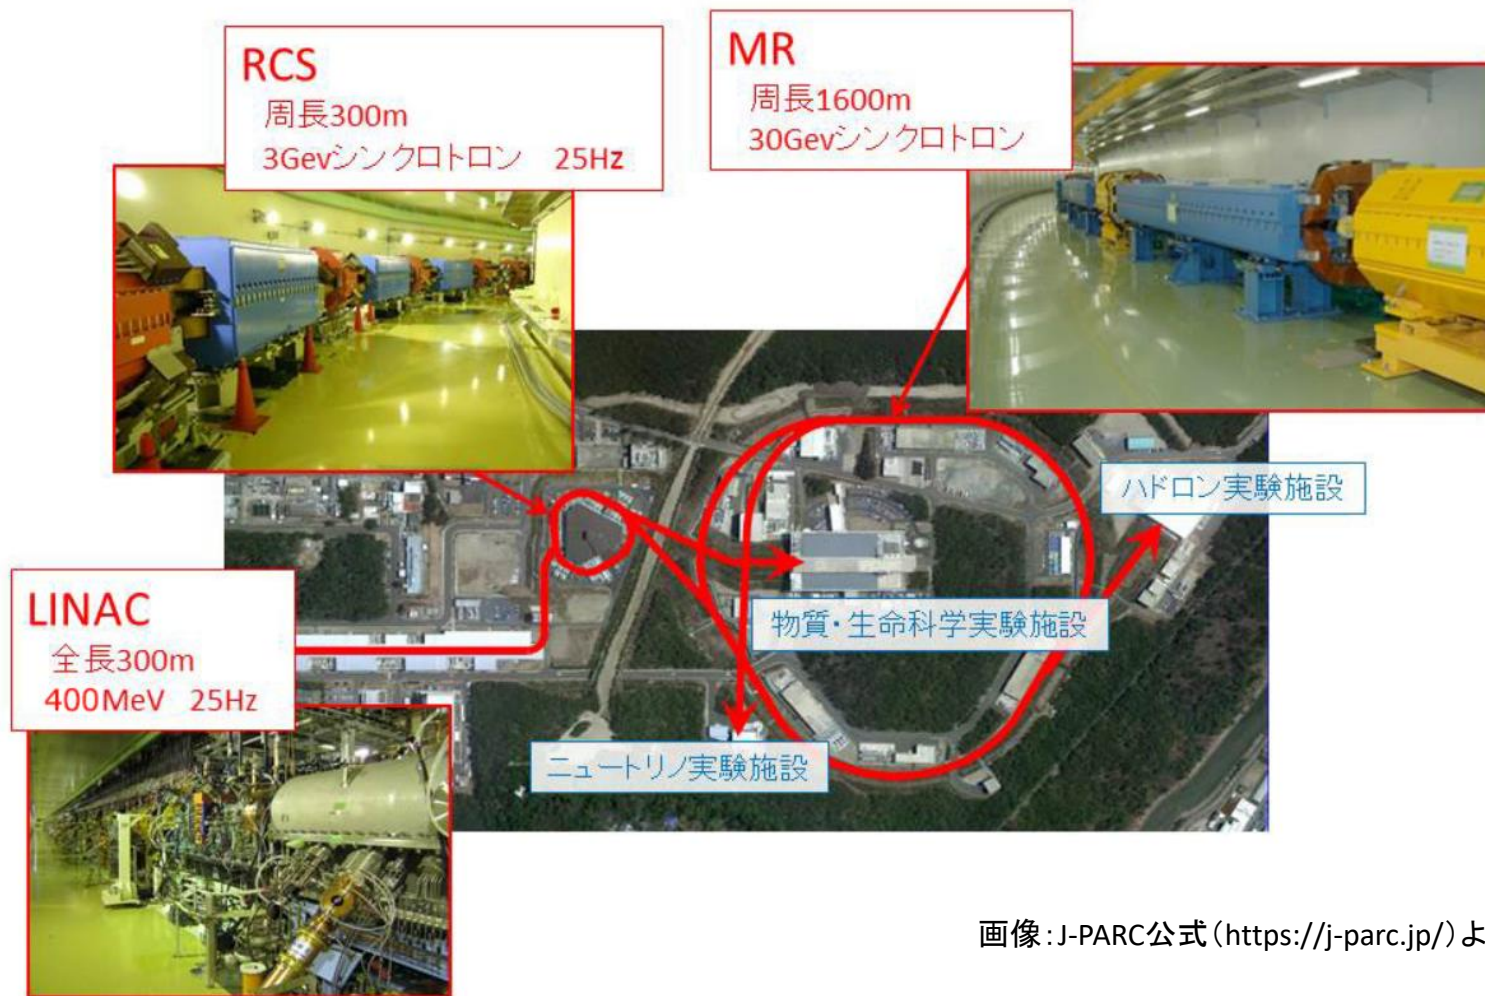 RCS
周長300m
3Gevシンクロトロン 25Hz
MR
周長1600m
30Gevシンクロトロン
ハドロン実験施設
LINAC
全長300m
400MeV 25Hz
物質・生命科学実験施設
ニュートリノ実験施設
画像：J-PARC公式（https://j-parc.jp/）よ